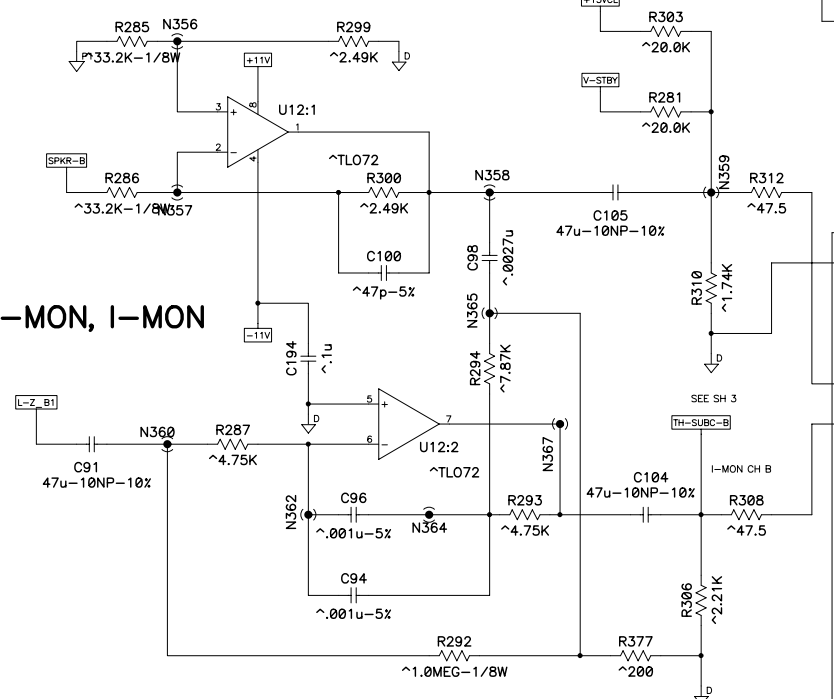 +15VCL
R285 N356 R299 R303
P ^33.2K-1/8W ^2.49K D ^20.0K
+11V
8
3 + U12:1
1
V-STBY R281
^20.0K
2 -
4
^TL072
SPKR-B
R286 N357 R300 N358 N359 R312
^33.2K-1/8W ^2.49K C105 ^47.5
47u-10NP-10%
C100
^47p-5%
C98 ^.0027u
R310 ^1.74K
-MON, I-MON
-11V
N365
C194 ^.1u
R294 ^7.87K
D
SEE SH 3
L-Z_B1
5 +
D
7
TH-SUBC-B
N360 R287 6 - U12:2 N367
C91 ^4.75K ^TL072
47u-10NP-10%
I-MON CH B
C104
47u-10NP-10%
N362 C96 N364 R293 R308
^.001u-5% ^4.75K ^47.5
C94
^.001u-5%
R306 ^2.21K
R292 R377
^1.0MEG-1/8W ^200
D